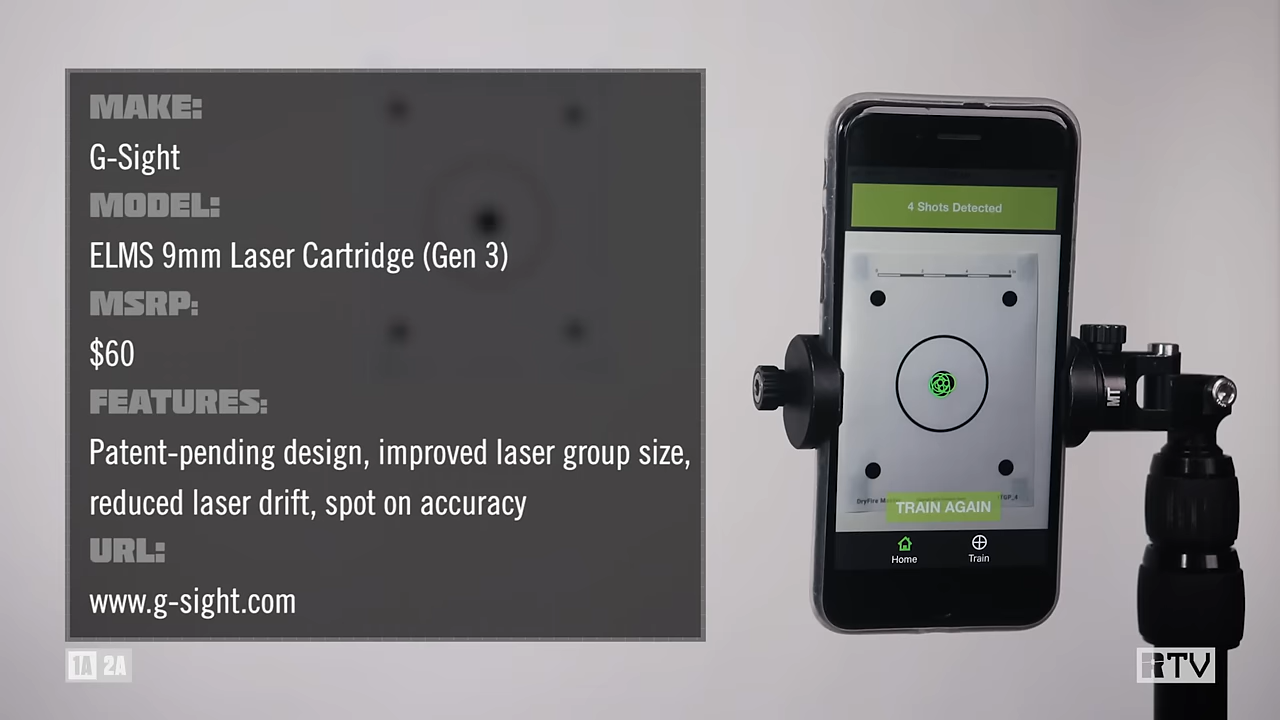 MAKE:
G-Sight
MODEL:
ELMS 9mm Laser Cartridge (Gen 3)
MSRP:
$60
FEATURES:
Patent-pending design, improved laser group size,
reduced laser drift, spot on accuracy
URL:
www.g-sight.com
1A 2A
4 Shots Detected
TRAIN AGAIN
Home
Train
MT
RTV